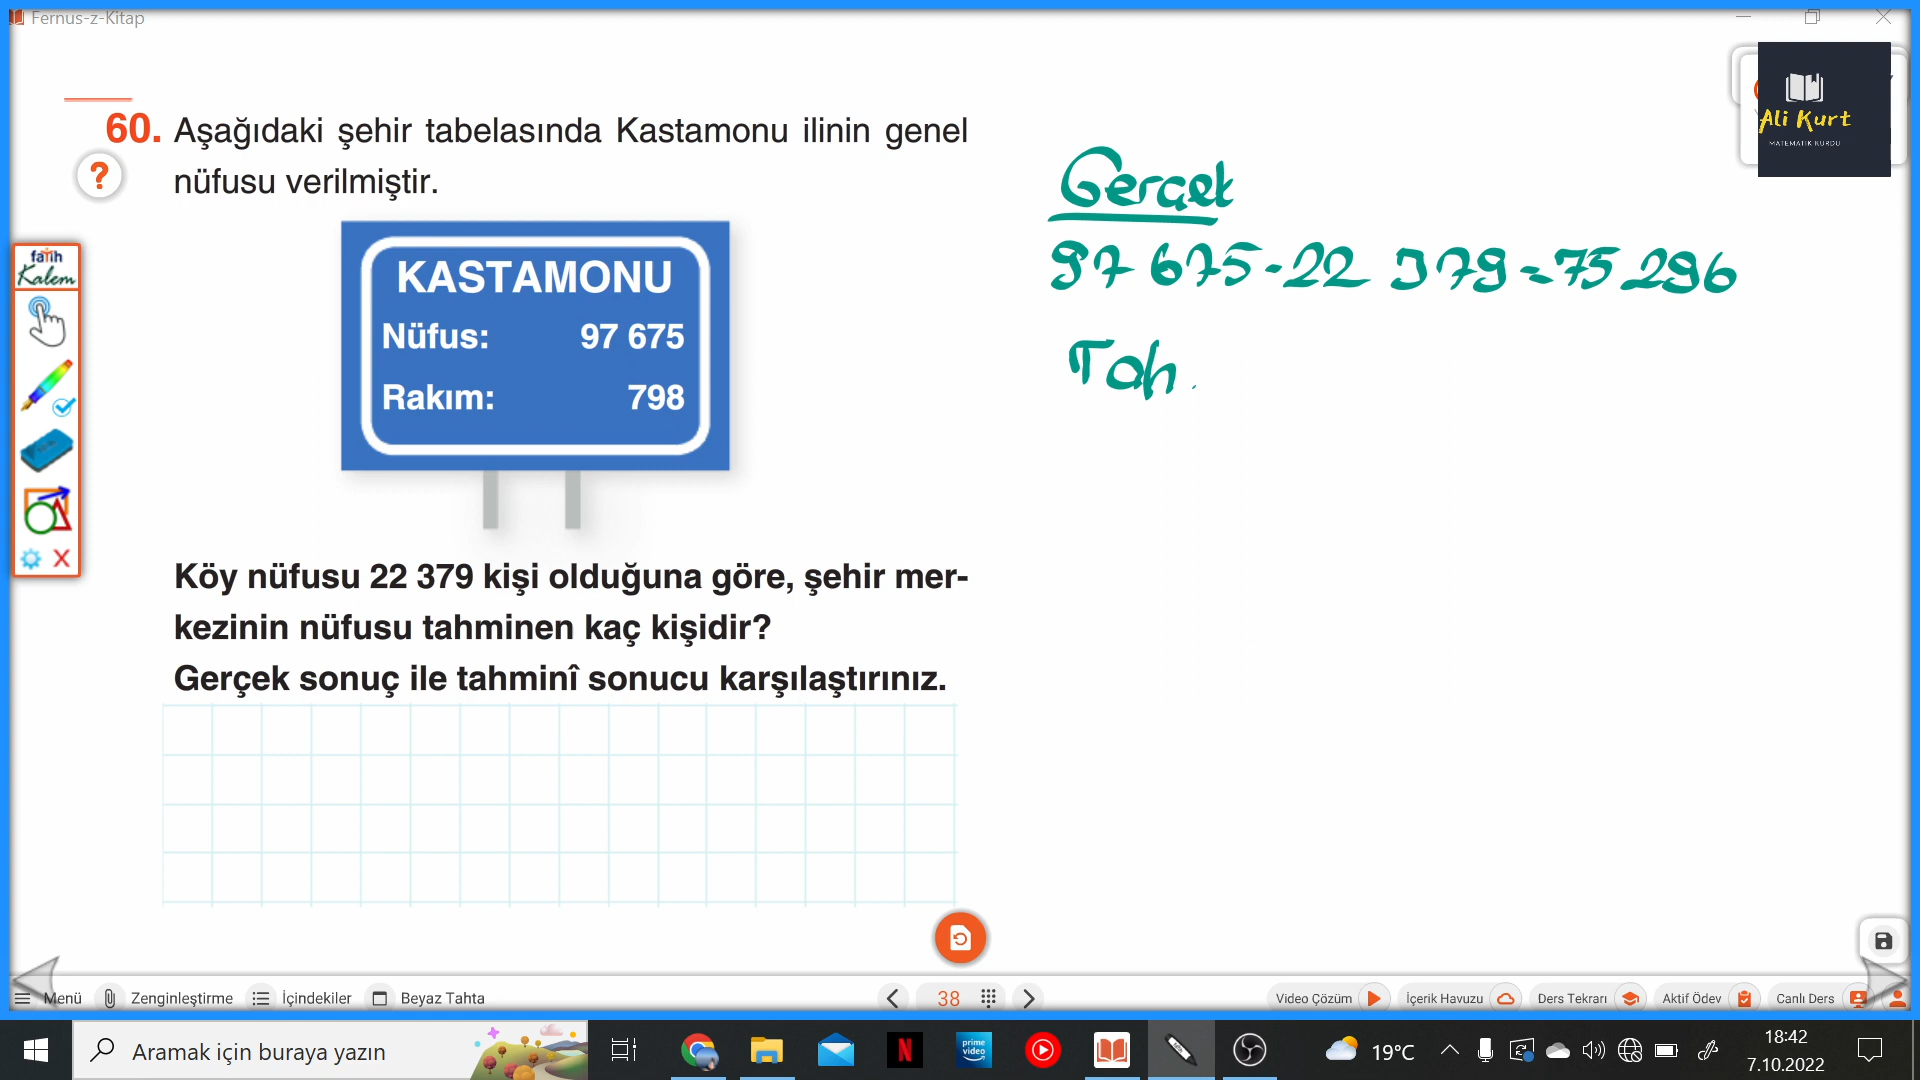 Fernus-z-Kitap
60. Aşağıdaki şehir tabelasında Kastamonu ilinin genel
nüfusu verilmiştir.
?
KASTAMONU
Nüfus: 97 675
Rakım: 798
Köy nüfusu 22 379 kişi olduğuna göre, şehir mer-
kezinin nüfusu tahminen kaç kişidir?
Gerçek sonuç ile tahminî sonucu karşılaştırınız.
Gerçek
97 675-22 379=75 296
Tah.
Ali Kurt
MATEMATİK KURDU
fatih
Kalem
Menü
Zenginleştirme
İçindekiler
Beyaz Tahta
38
Video Çözüm
İçerik Havuzu
Ders Tekrarı
Aktif Ödev
Canlı Ders
Aramak için buraya yazın
N
prime
video
19°C
18:42
7.10.2022